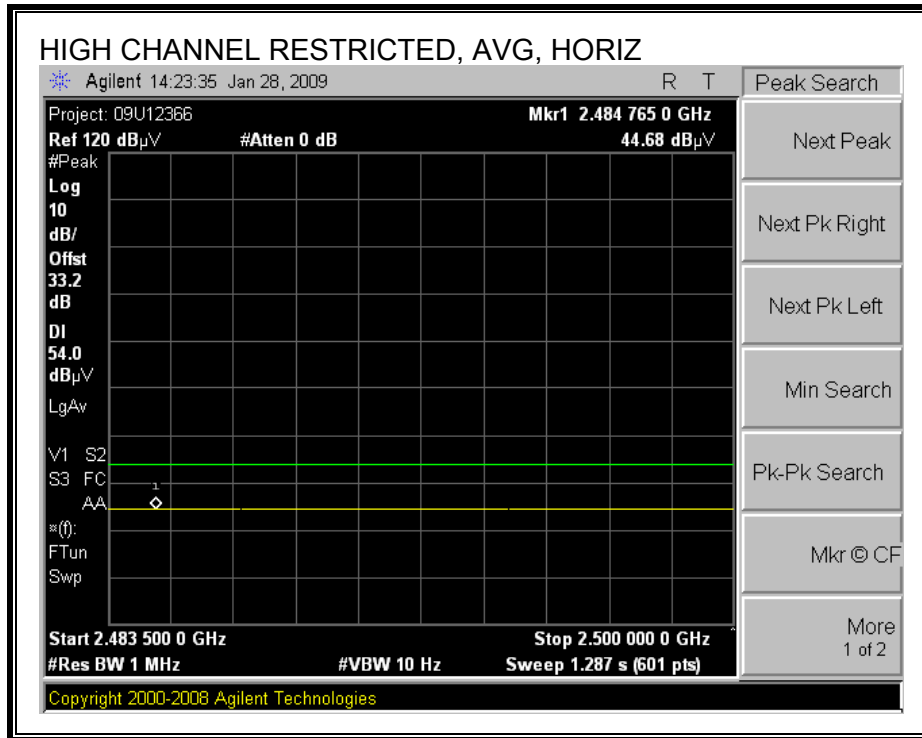 HIGH CHANNEL RESTRICTED, AVG, HORIZ
Agilent 14:23:35 Jan 28, 2009 R T
Peak Search
Project: 09U12366 Mkr1 2.484 765 0 GHz
Ref 120 dBµV #Atten 0 dB 44.68 dBµV
#Peak
Log
10
dB/
Offst
33.2
dB
DI
54.0
dBµV
LgAv
V1 S2
S3 FC
AA
¤(f):
FTun
Swp
1
Start 2.483 500 0 GHz Stop 2.500 000 0 GHz
#Res BW 1 MHz #VBW 10 Hz Sweep 1.287 s (601 pts)
Next Peak
Next Pk Right
Next Pk Left
Min Search
Pk-Pk Search
Mkr © CF
More
1 of 2
Copyright 2000-2008 Agilent Technologies